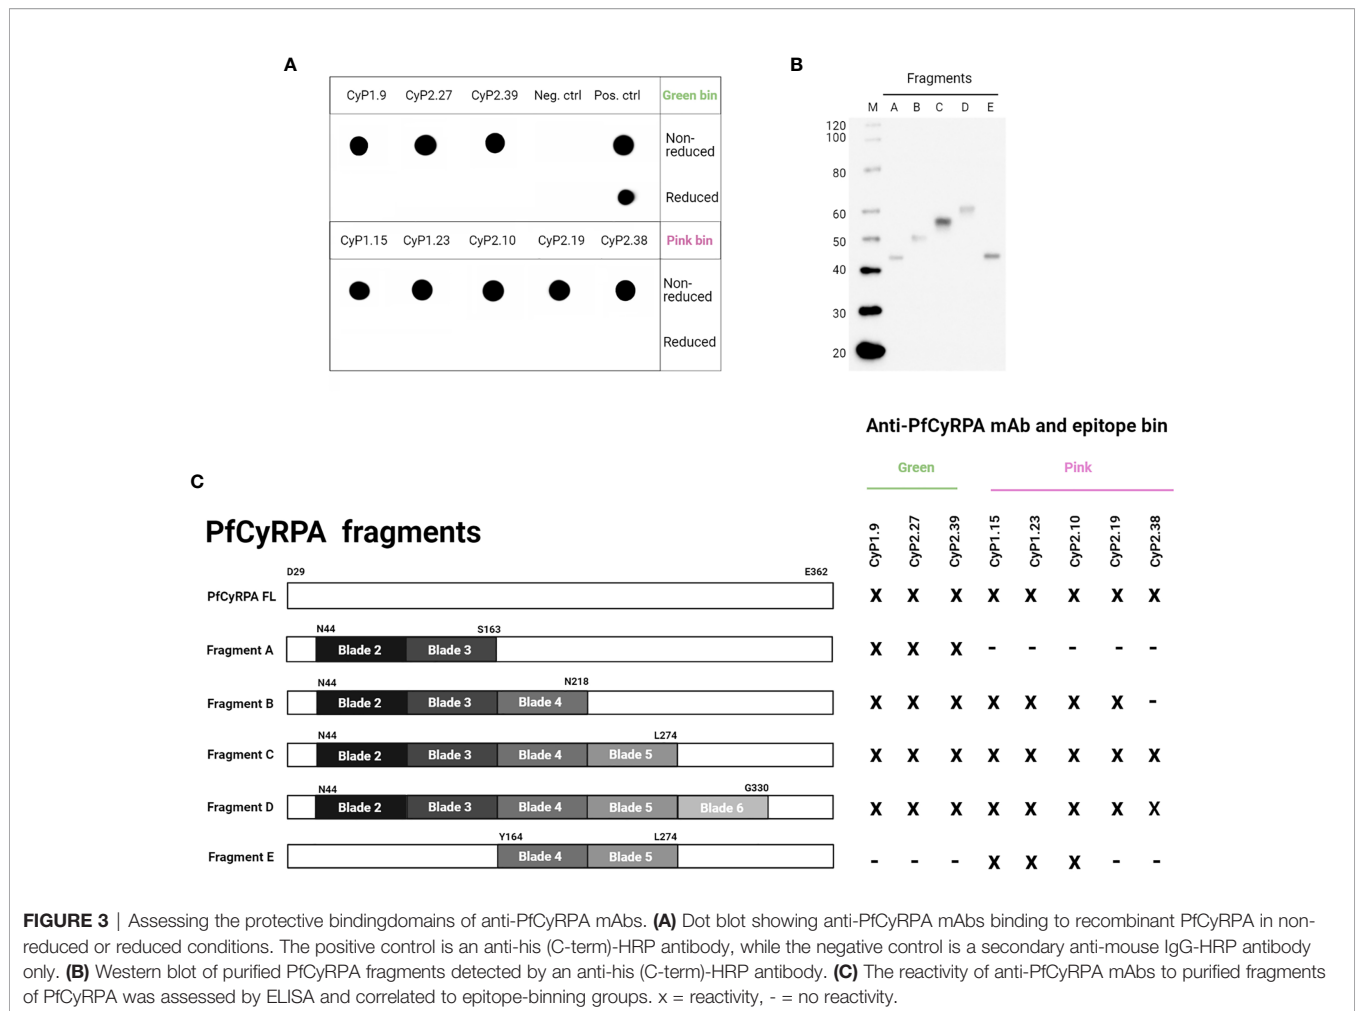 A
CyP1.9 CyP2.27 CyP2.39 Neg. ctrl Pos. ctrl Green bin
Non-
reduced
Reduced
CyP1.15 CyP1.23 CyP2.10 CyP2.19 CyP2.38 Pink bin
Non-
reduced
Reduced
B
Fragments
M A B C D E
120
100
80
60
50
40
30
20
Anti-PfCyRPA mAb and epitope bin
Green Pink
C
PfCyRPA fragments
CyP1.9 CyP2.27 CyP2.39 CyP1.15 CyP1.23 CyP2.10 CyP2.19 CyP2.38
D29 E362
PfCyRPA FL X X X X X X X X
N44 S163
Fragment A Blade 2 Blade 3 X X X - - - - -
N44 N218
Fragment B Blade 2 Blade 3 Blade 4 X X X X X X X -
N44 L274
Fragment C Blade 2 Blade 3 Blade 4 Blade 5 X X X X X X X X
N44 G330
Fragment D Blade 2 Blade 3 Blade 4 Blade 5 Blade 6 X X X X X X X X
Y164 L274
Fragment E Blade 4 Blade 5 - - - X X X - -
FIGURE 3 | Assessing the protective bindingdomains of anti-PfCyRPA mAbs. (A) Dot blot showing anti-PfCyRPA mAbs binding to recombinant PfCyRPA in non-
reduced or reduced conditions. The positive control is an anti-his (C-term)-HRP antibody, while the negative control is a secondary anti-mouse IgG-HRP antibody
only. (B) Western blot of purified PfCyRPA fragments detected by an anti-his (C-term)-HRP antibody. (C) The reactivity of anti-PfCyRPA mAbs to purified fragments
of PfCyRPA was assessed by ELISA and correlated to epitope-binning groups. x = reactivity, - = no reactivity.